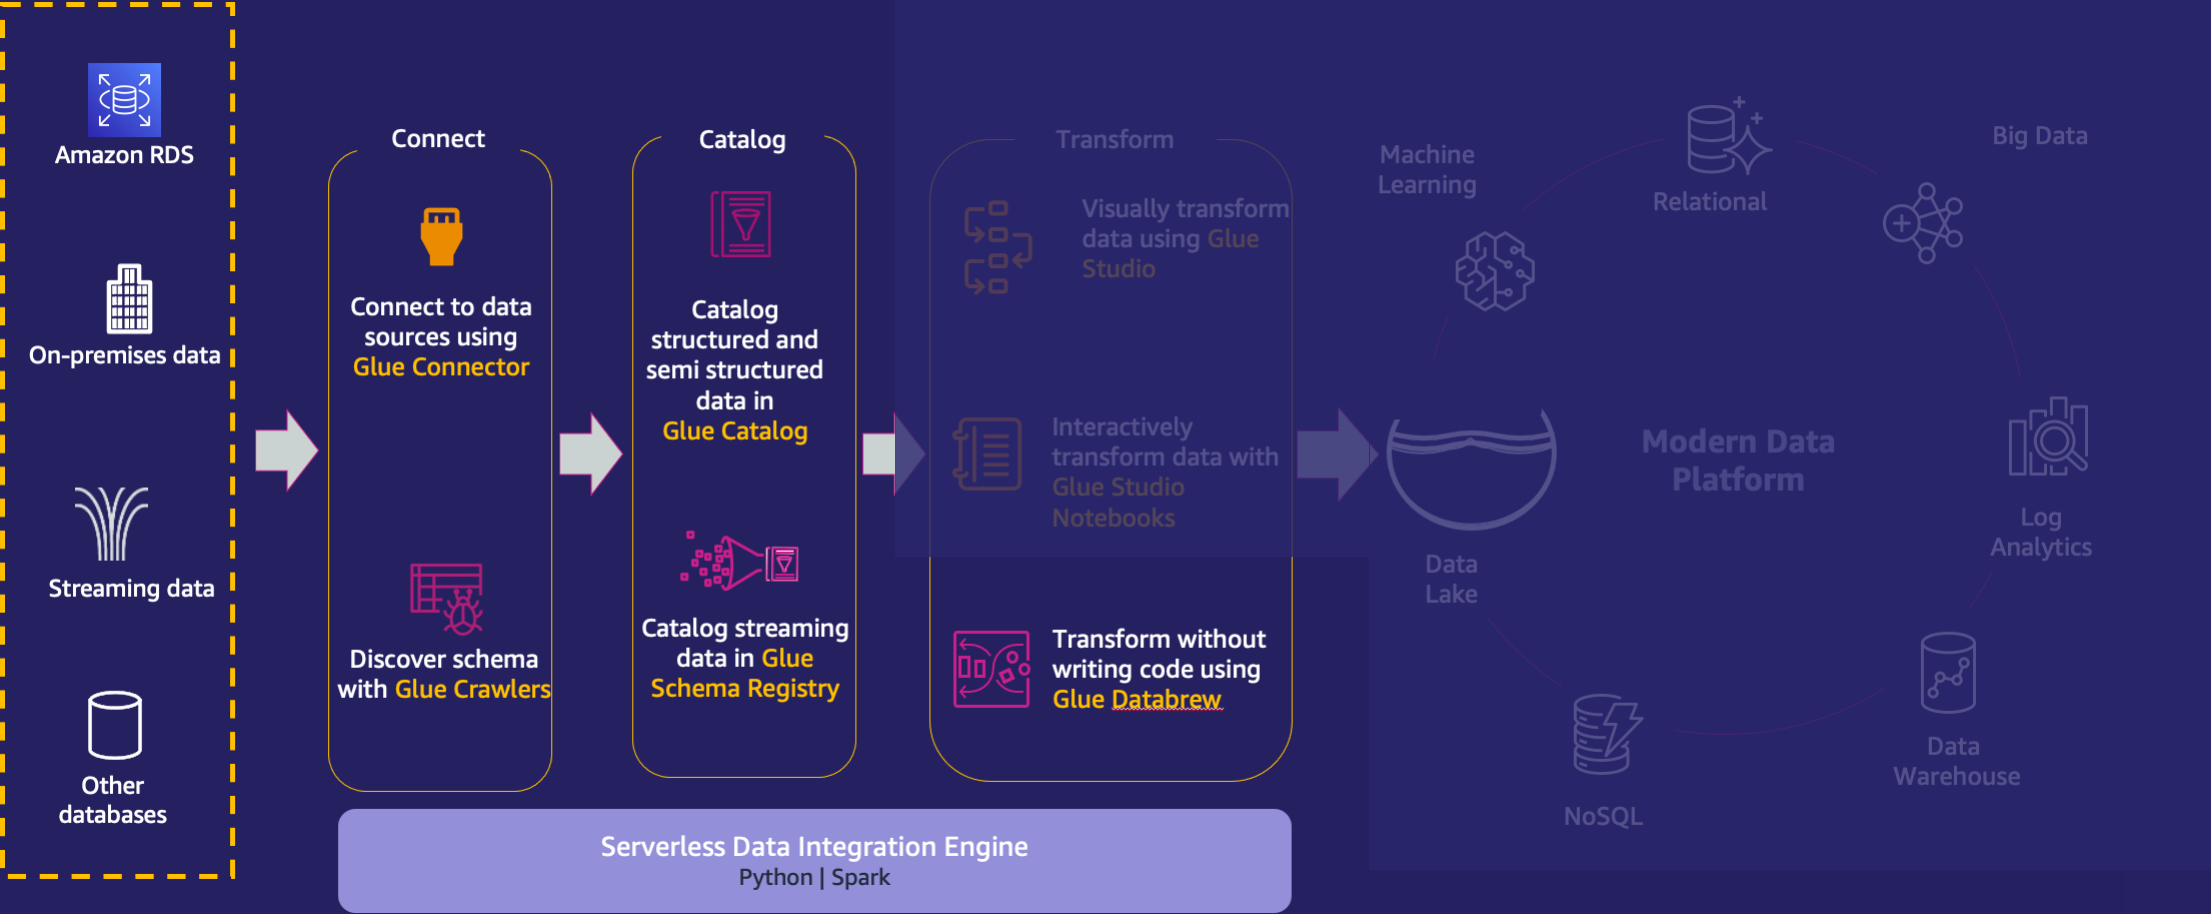 Amazon RDS
On-premises data
Streaming data
Other
databases
Connect
Connect to data
sources using
Glue Connector
Discover schema
with Glue Crawlers
Catalog
Catalog
structured and
semi structured
data in
Glue Catalog
Catalog streaming
data in Glue
Schema Registry
Transform
Visually transform
data using Glue
Studio
Interactively
transform data with
Glue Studio
Notebooks
Transform without
writing code using
Glue Databrew
Serverless Data Integration Engine
Python | Spark
Machine
Learning
Relational
Big Data
Modern Data
Platform
Log
Analytics
Data
Lake
Data
Warehouse
NoSQL